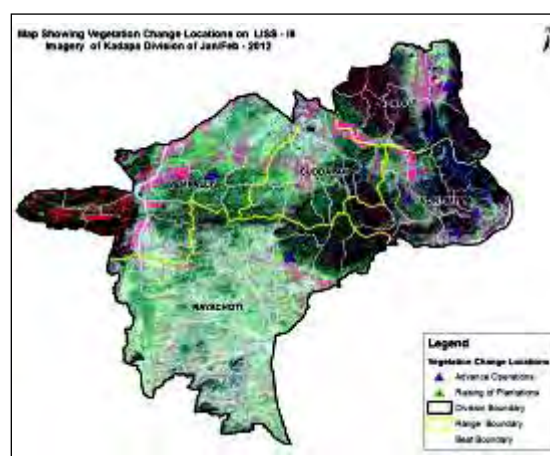 Map Showing Vegetation Change Locations on LISS - III
Imagery of Kadapa Division of Jan/Feb - 2012
RAYACHOTI
Legend
Vegetation Change Locations
Advance Operations
Raising of Plantations
Division Boundary
Range Boundary
Beat Boundary